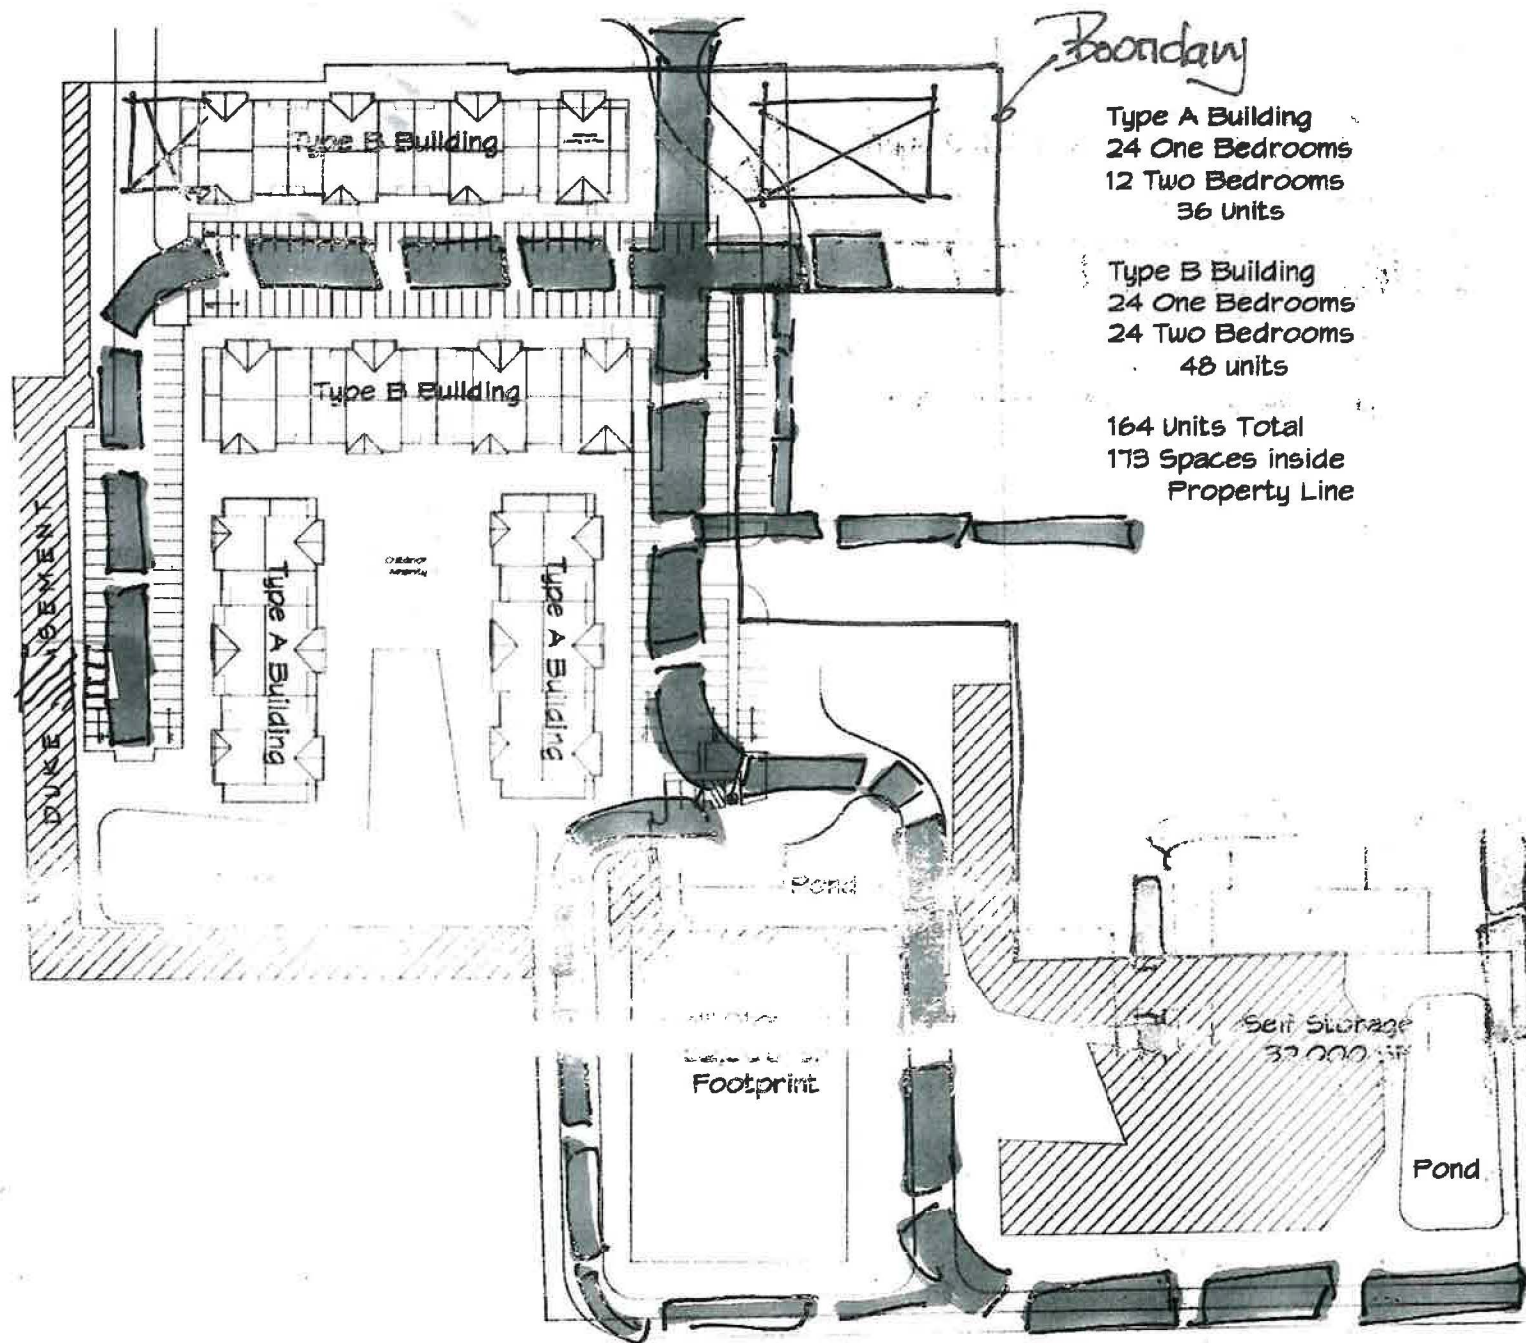 Boundary
Type A Building
24 One Bedrooms
12 Two Bedrooms
36 Units
Type B Building
24 One Bedrooms
24 Two Bedrooms
48 units
164 Units Total
173 Spaces inside
Property Line
Type B Building
Type B Building
Type A Building
Type A Building
DUKE
Pond
Footprint
Self Storage
32,000
Pond